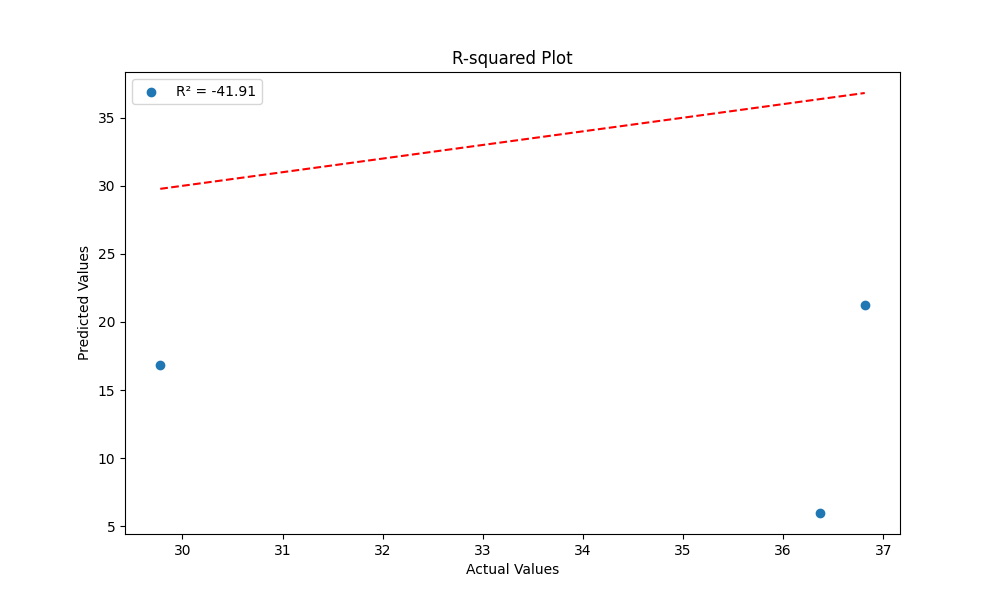 R-squared Plot
R² = -41.91
35
30
25
20
15
10
5
Predicted Values
30 31 32 33 34 35 36 37
Actual Values